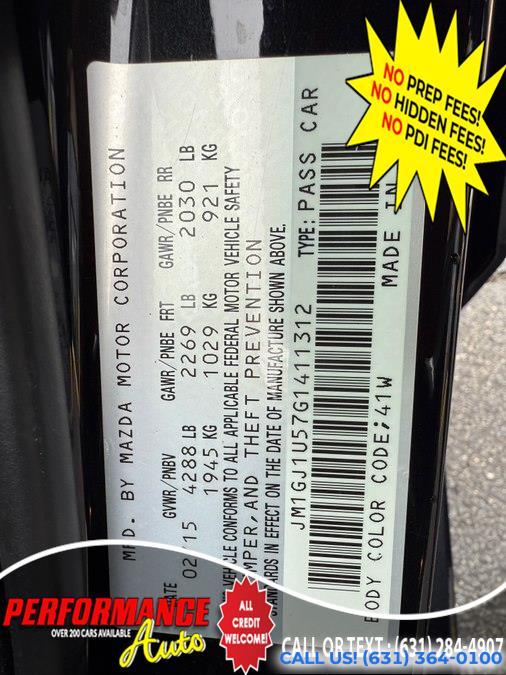 NO PREP FEES!
NO HIDDEN FEES!
NO PDI FEES!
MFD. BY MAZDA MOTOR CORPORATION
DATE GVWR/PNBV GAWR/PNBE FRT GAWR/PNBE RR
02/15 4288 LB 2269 LB 2030 LB
1945 KG 1029 KG 921 KG
VEHICLE CONFORMS TO ALL APPLICABLE FEDERAL MOTOR VEHICLE SAFETY
AND THEFT PREVENTION
IN EFFECT ON THE DATE OF MANUFACTURE SHOWN ABOVE.
JM1GJ1U57G1411312 TYPE: PASS CAR
BODY COLOR CODE; 41W MADE IN
PERFORMANCE
Auto
OVER 200 CARS AVAILABLE
ALL
CREDIT
WELCOME!
CALL OR TEXT: (631) 284-4907
CALL US! (631) 364-0100